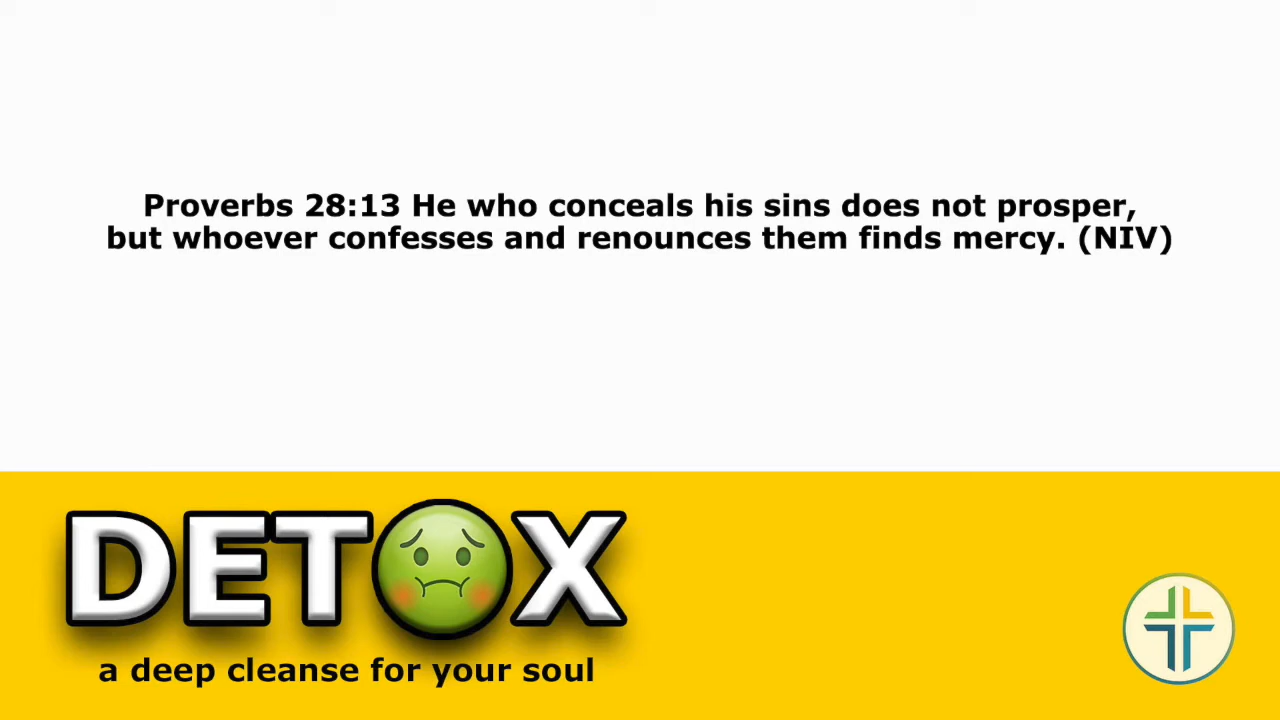 Proverbs 28:13 He who conceals his sins does not prosper,
but whoever confesses and renounces them finds mercy. (NIV)
DETOX
a deep cleanse for your soul